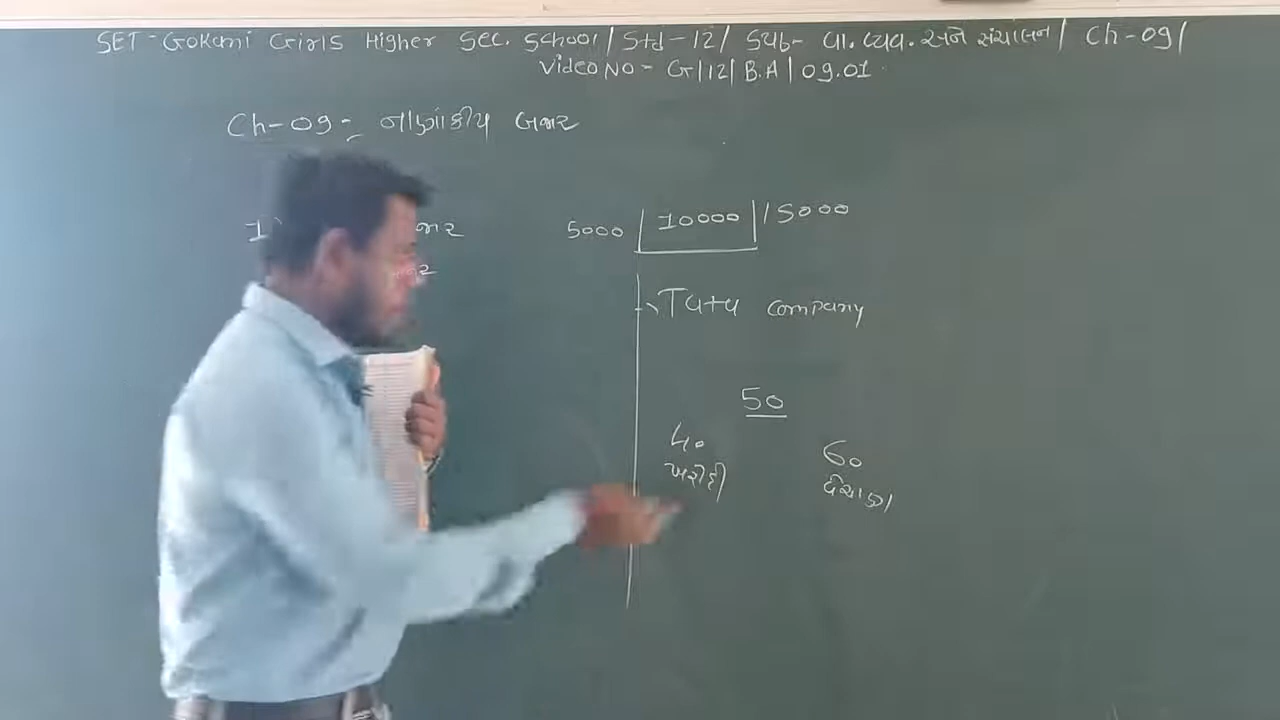 SET - Gokani Girls Higher Sec. School / Std - 12 / Sub - વા. વ્યવ. અને સંચાલન / Ch - 09 /
Video No - G/12/B.A/09.01
Ch - 09 - નાણાંકીય બજાર
1)
5000 | 10000 | 15000
Tata company
50
40 60
ખરીદી વેચાણ